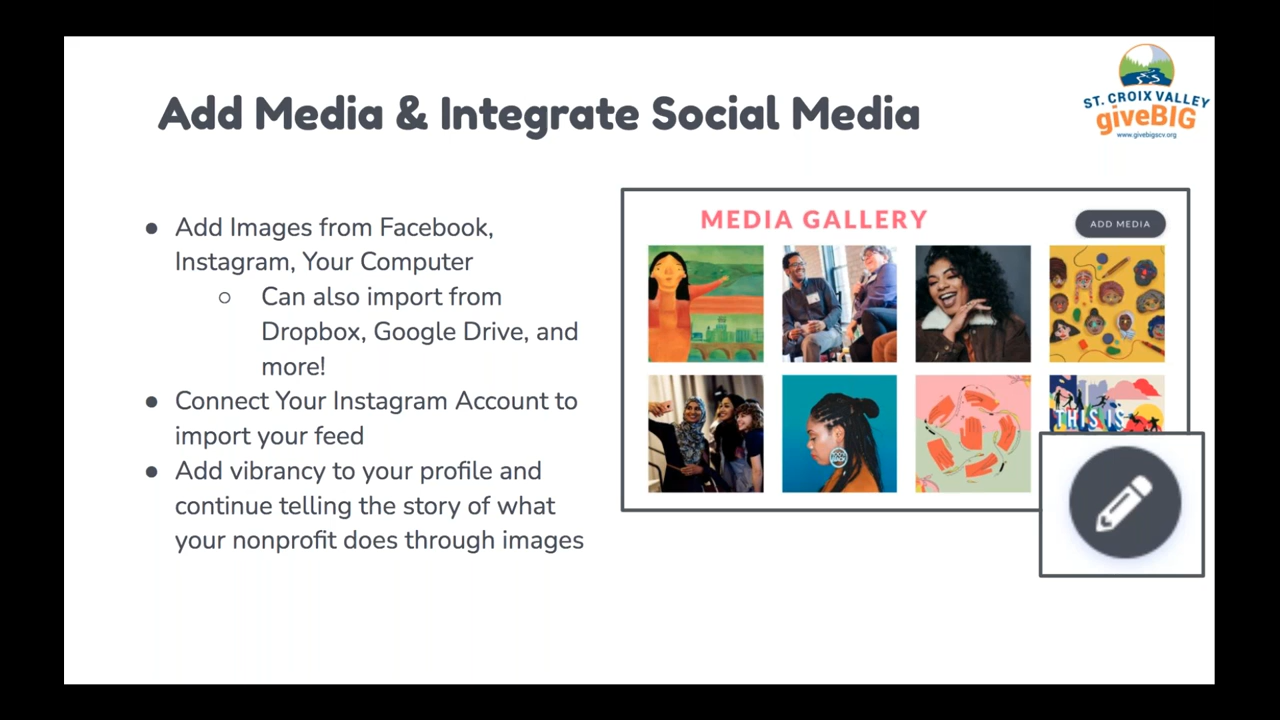 Add Media & Integrate Social Media
ST. CROIX VALLEY
giveBIG
www.givebigscv.org
● Add Images from Facebook,
Instagram, Your Computer
○ Can also import from
Dropbox, Google Drive, and
more!
● Connect Your Instagram Account to
import your feed
● Add vibrancy to your profile and
continue telling the story of what
your nonprofit does through images
MEDIA GALLERY
ADD MEDIA
THIS IS